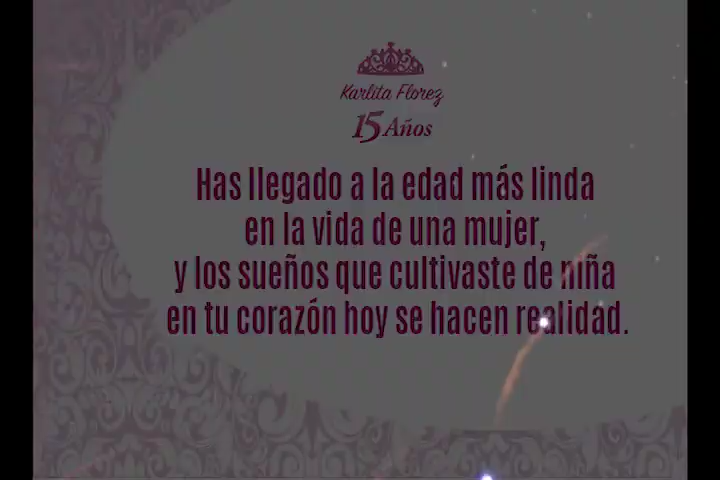 Karlita Florez
15 Años
Has llegado a la edad más linda
en la vida de una mujer,
y los sueños que cultivaste de niña
en tu corazón hoy se hacen realidad.